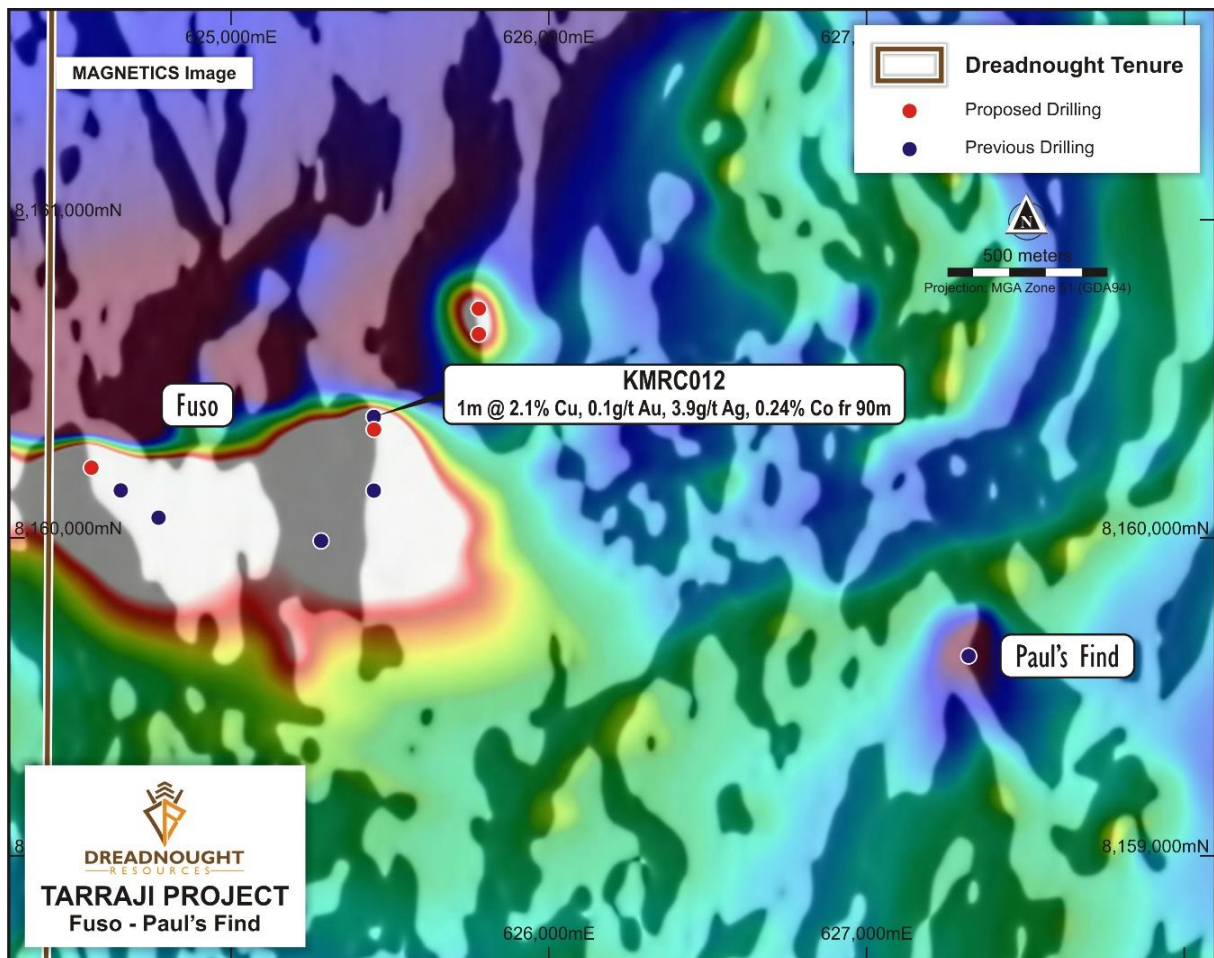 625,000mE
626,000mE
627,
MAGNETICS Image
Dreadnought Tenure
Proposed Drilling
Previous Drilling
8,161,000mN
N
500 meters
Projection: MGA Zone 51 (GDA94)
KMRC012
1m @ 2.1% Cu, 0.1g/t Au, 3.9g/t Ag, 0.24% Co fr 90m
Fuso
8,160,000mN
8,160,000mN
Paul's Find
8
8,159,000mN
DREADNOUGHT
RESOURCES
TARRAJI PROJECT
Fuso - Paul's Find
626,000mE
627,000mE